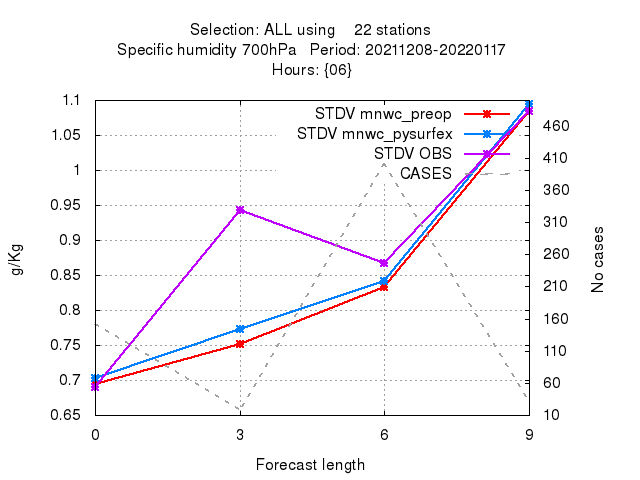 Selection: ALL using 22 stations
Specific humidity 700hPa Period: 20211208-20220117
Hours: {06}
STDV mnwc_preop
STDV mnwc_pysurfex
STDV OBS
CASES
1.1
1.05
1
0.95
0.9
0.85
0.8
0.75
0.7
0.65
g/Kg
460
410
360
310
260
210
160
110
60
10
No cases
0 3 6 9
Forecast length